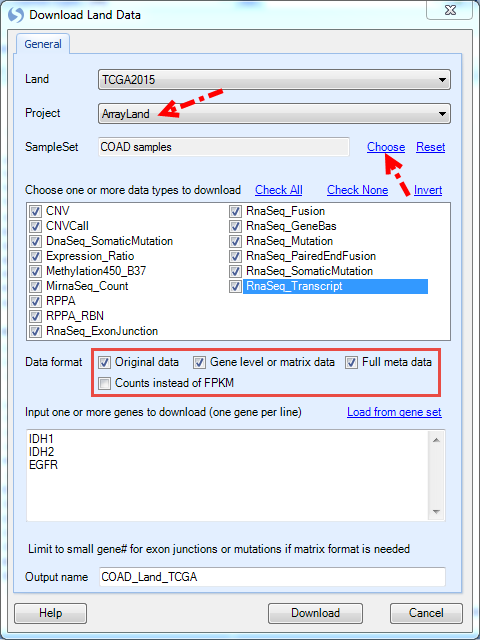 Download Land Data
General
Land TCGA2015
Project ArrayLand
SampleSet COAD samples Choose Reset
Choose one or more data types to download Check All Check None Invert
CNV RnaSeq_Fusion
CNVCall RnaSeq_GeneBas
DnaSeq_SomaticMutation RnaSeq_Mutation
Expression_Ratio RnaSeq_PairedEndFusion
Methylation450_B37 RnaSeq_SomaticMutation
MirnaSeq_Count RnaSeq_Transcript
RPPA
RPPA_RBN
RnaSeq_ExonJunction
Data format Original data Gene level or matrix data Full meta data
Counts instead of FPKM
Input one or more genes to download (one gene per line) Load from gene set
IDH1
IDH2
EGFR
Limit to small gene# for exon junctions or mutations if matrix format is needed
Output name COAD_Land_TCGA
Help Download Cancel